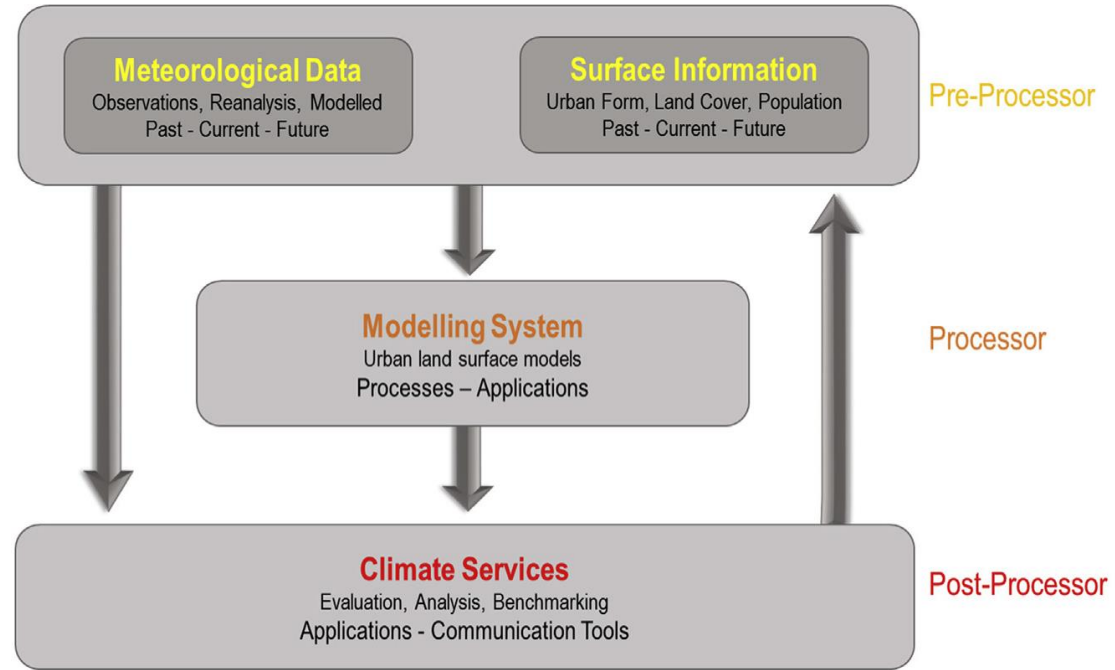 Meteorological Data
Observations, Reanalysis, Modelled
Past - Current - Future
Surface Information
Urban Form, Land Cover, Population
Past - Current - Future
Pre-Processor
Modelling System
Urban land surface models
Processes – Applications
Processor
Climate Services
Evaluation, Analysis, Benchmarking
Applications - Communication Tools
Post-Processor